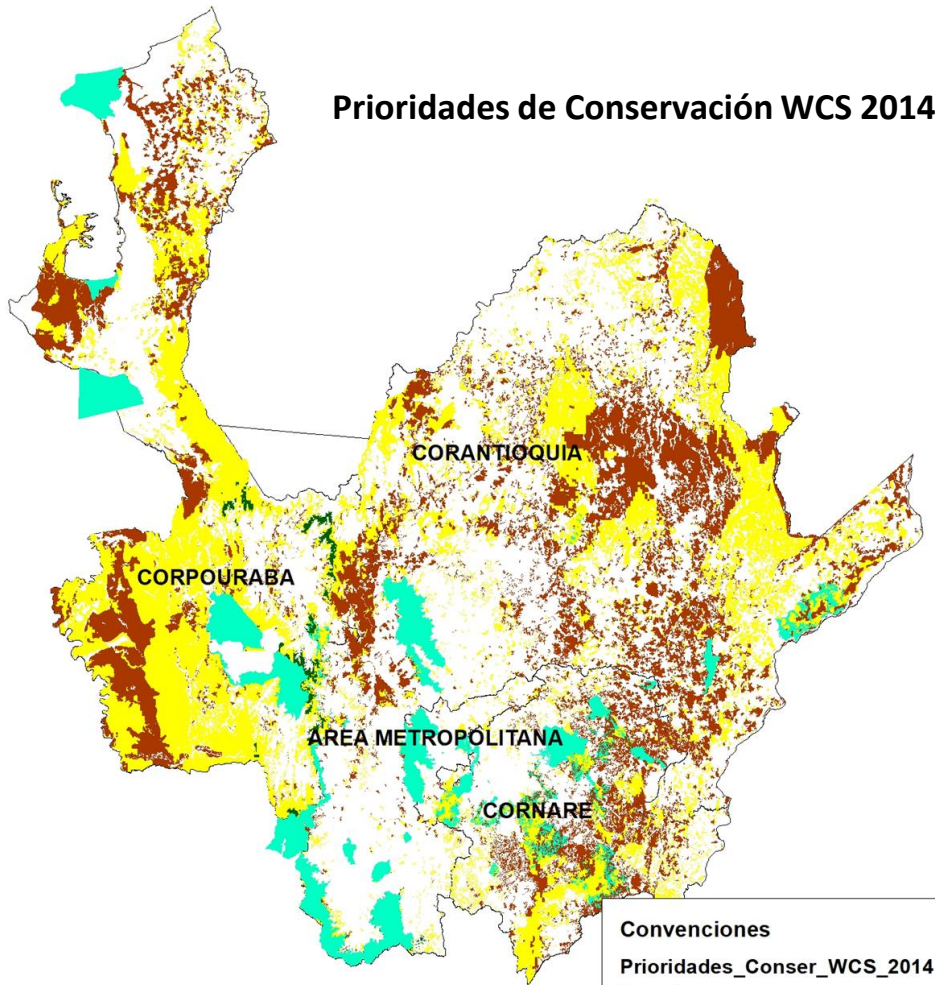 Prioridades de Conservación WCS 2014
CORANTIOQUIA
CORPOURABA
AREA METROPOLITANA
CORNARE
Convenciones
Prioridades_Conser_WCS_2014